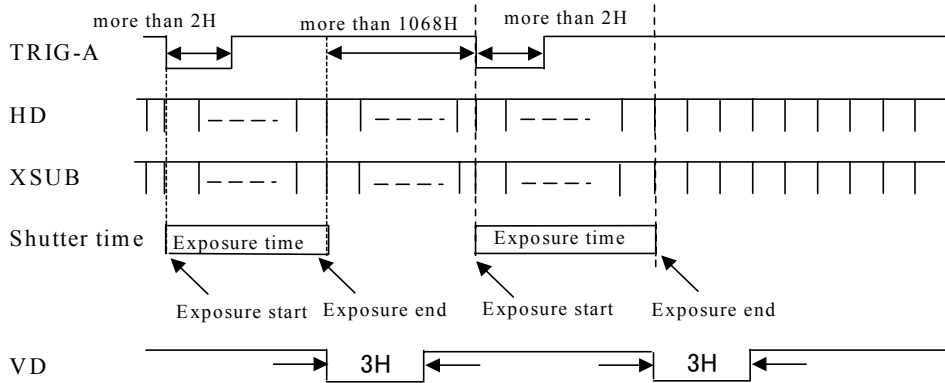 more than 2H more than 1068H more than 2H
TRIG-A
HD
XSUB
Shutter time Exposure time Exposure time
Exposure start Exposure end Exposure start Exposure end
VD 3H 3H